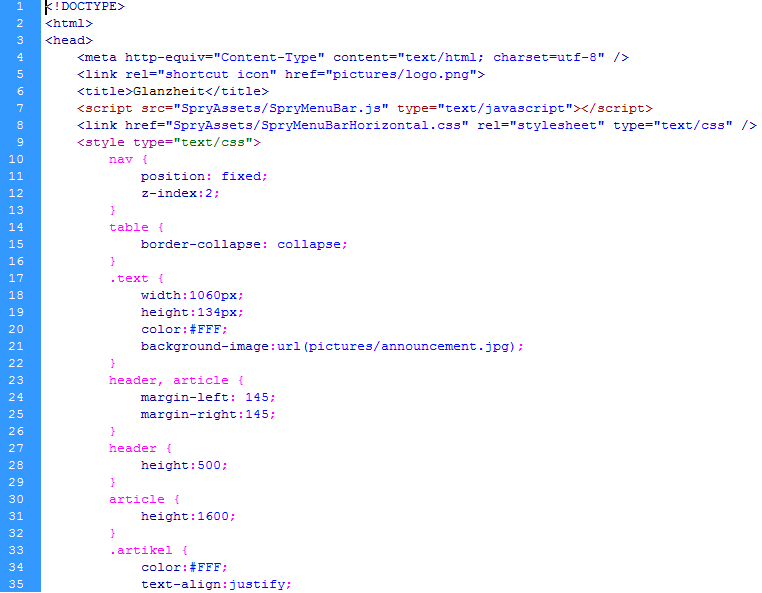 1 <!DOCTYPE>
2 <html>
3 <head>
4     <meta http-equiv="Content-Type" content="text/html; charset=utf-8" />
5     <link rel="shortcut icon" href="pictures/logo.png">
6     <title>Glanzheit</title>
7     <script src="SpryAssets/SpryMenuBar.js" type="text/javascript"></script>
8     <link href="SpryAssets/SpryMenuBarHorizontal.css" rel="stylesheet" type="text/css" />
9     <style type="text/css">
10         nav {
11             position: fixed;
12             z-index:2;
13         }
14         table {
15             border-collapse: collapse;
16         }
17         .text {
18             width:1060px;
19             height:134px;
20             color:#FFF;
21             background-image:url(pictures/announcement.jpg);
22         }
23         header, article {
24             margin-left: 145;
25             margin-right:145;
26         }
27         header {
28             height:500;
29         }
30         article {
31             height:1600;
32         }
33         .artikel {
34             color:#FFF;
35             text-align:justify;